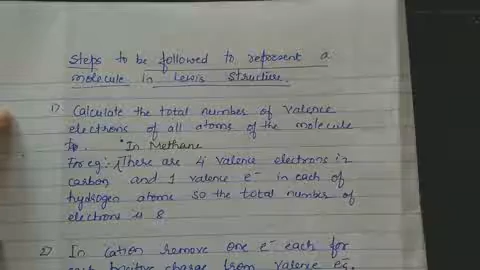 Steps to be followed to represent a
molecule in Lewis Structure.
1) Calculate the total number of valence
electrons of all atoms of the molecule
to. *In Methane
For eg:- There are 4 valence electrons in
carbon and 1 valence e⁻ in each of
hydrogen atoms so the total number of
electrons is 8
2) In cation remove one e⁻ each for
each positive charge from valence e⁻s.